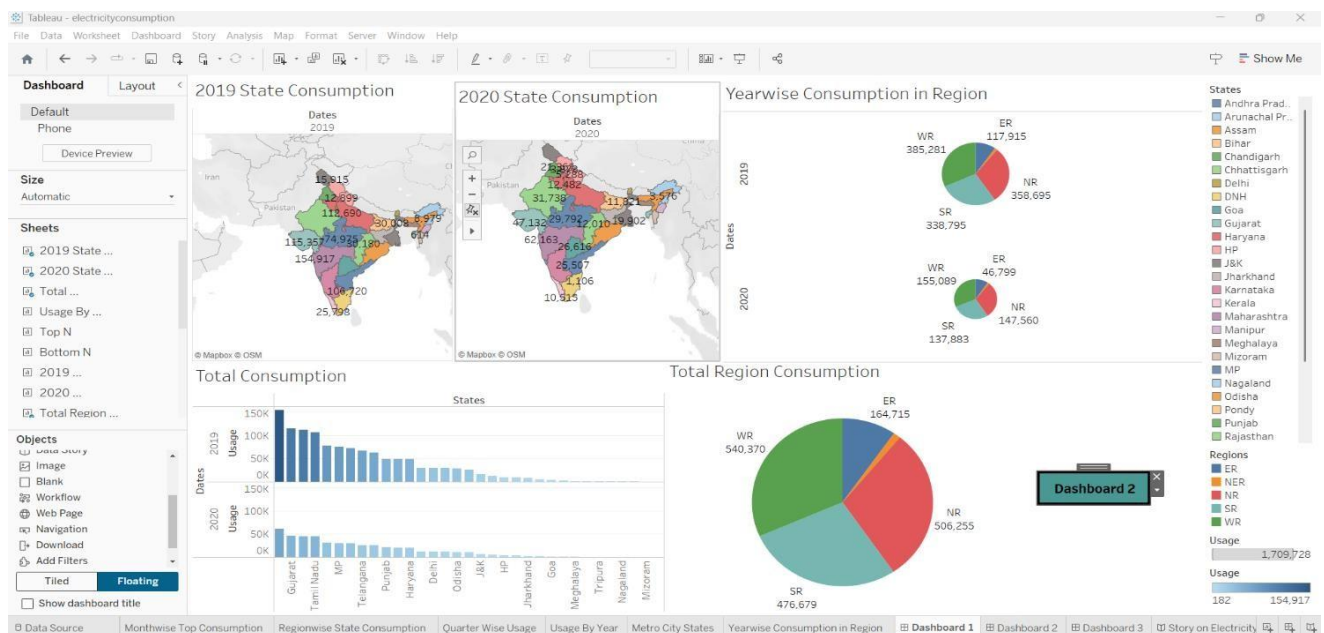 Tableau - electricityconsumption
File Data Worksheet Dashboard Story Analysis Map Format Server Window Help
Show Me
Dashboard Layout
Default
Phone
Device Preview
Size
Automatic
Sheets
2019 State ...
2020 State ...
Total ...
Usage By ...
Top N
Bottom N
2019 ...
2020 ...
Total Region ...
Objects
Image
Blank
Workflow
Web Page
Navigation
Download
Add Filters
Tiled Floating
Show dashboard title
2019 State Consumption
Dates
2019
Iran
Pakistan
15,915
12,899
112,690
30,008
8,979
614
115,357
74,975
154,917
106,720
25,798
© Mapbox © OSM
2020 State Consumption
Dates
2020
China
Pakistan
12,482
31,738
11,321
3,576
47,132
29,792
12,010
19,902
62,163
26,616
25,507
1,106
10,515
© Mapbox © OSM
Yearwise Consumption in Region
Dates
2019
WR
385,281
ER
117,915
NR
358,695
SR
338,795
2020
WR
155,089
ER
46,799
NR
147,560
SR
137,883
Total Consumption
States
Dates
2019
Usage
150K
100K
50K
0K
2020
Usage
150K
100K
50K
0K
Gujarat
Tamil Nadu
MP
Telangana
Punjab
Haryana
Delhi
Odisha
J&K
HP
Jharkhand
Goa
Meghalaya
Tripura
Nagaland
Mizoram
Total Region Consumption
WR
540,370
ER
164,715
NR
506,255
SR
476,679
Dashboard 2
States
Andhra Prad..
Arunachal Pr..
Assam
Bihar
Chandigarh
Chhattisgarh
Delhi
DNH
Goa
Gujarat
Haryana
HP
J&K
Jharkhand
Karnataka
Kerala
Maharashtra
Manipur
Meghalaya
Mizoram
MP
Nagaland
Odisha
Pondy
Punjab
Rajasthan
Regions
ER
NER
NR
SR
WR
Usage
1,709,728
Usage
182 154,917
Data Source Monthwise Top Consumption Regionwise State Consumption Quarter Wise Usage Usage By Year Metro City States Yearwise Consumption in Region Dashboard 1 Dashboard 2 Dashboard 3 Story on Electricity